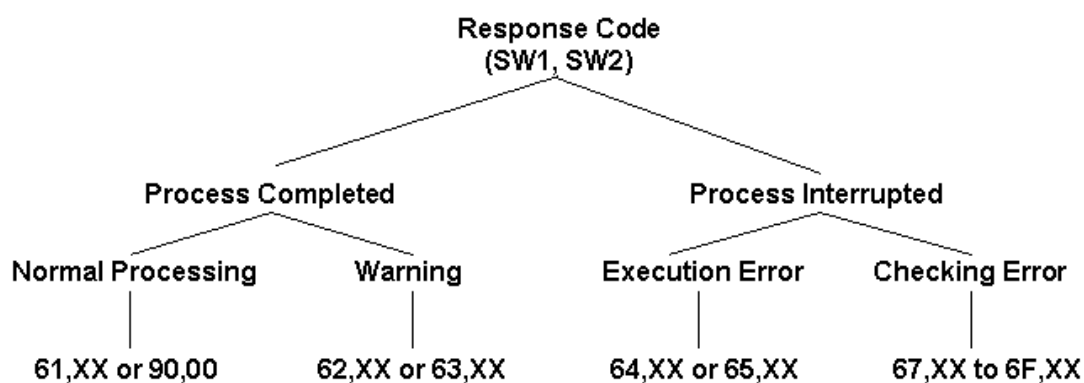 Response Code
(SW1, SW2)
Process Completed
Process Interrupted
Normal Processing
Warning
Execution Error
Checking Error
61,XX or 90,00
62,XX or 63,XX
64,XX or 65,XX
67,XX to 6F,XX